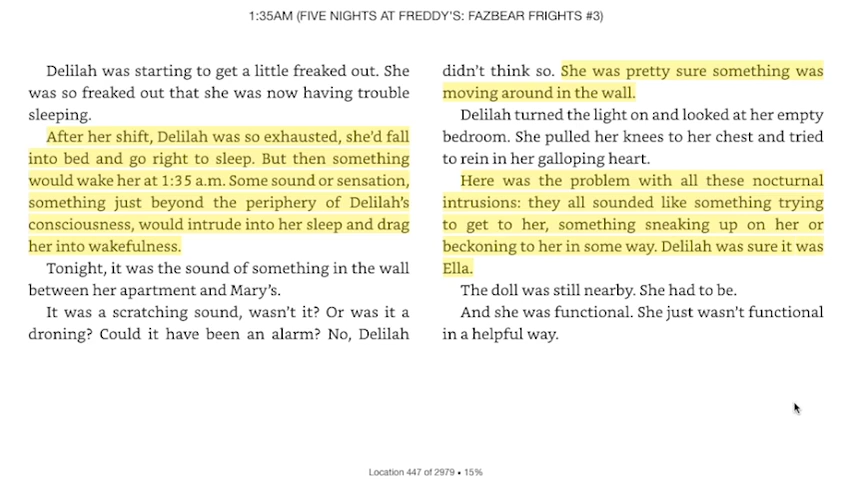 1:35AM (FIVE NIGHTS AT FREDDY'S: FAZBEAR FRIGHTS #3)
Delilah was starting to get a little freaked out. She
was so freaked out that she was now having trouble
sleeping.
After her shift, Delilah was so exhausted, she’d fall
into bed and go right to sleep. But then something
would wake her at 1:35 a.m. Some sound or sensation,
something just beyond the periphery of Delilah’s
consciousness, would intrude into her sleep and drag
her into wakefulness.
Tonight, it was the sound of something in the wall
between her apartment and Mary’s.
It was a scratching sound, wasn’t it? Or was it a
droning? Could it have been an alarm? No, Delilah
didn’t think so. She was pretty sure something was
moving around in the wall.
Delilah turned the light on and looked at her empty
bedroom. She pulled her knees to her chest and tried
to rein in her galloping heart.
Here was the problem with all these nocturnal
intrusions: they all sounded like something trying
to get to her, something sneaking up on her or
beckoning to her in some way. Delilah was sure it was
Ella.
The doll was still nearby. She had to be.
And she was functional. She just wasn’t functional
in a helpful way.
Location 447 of 2979 • 15%